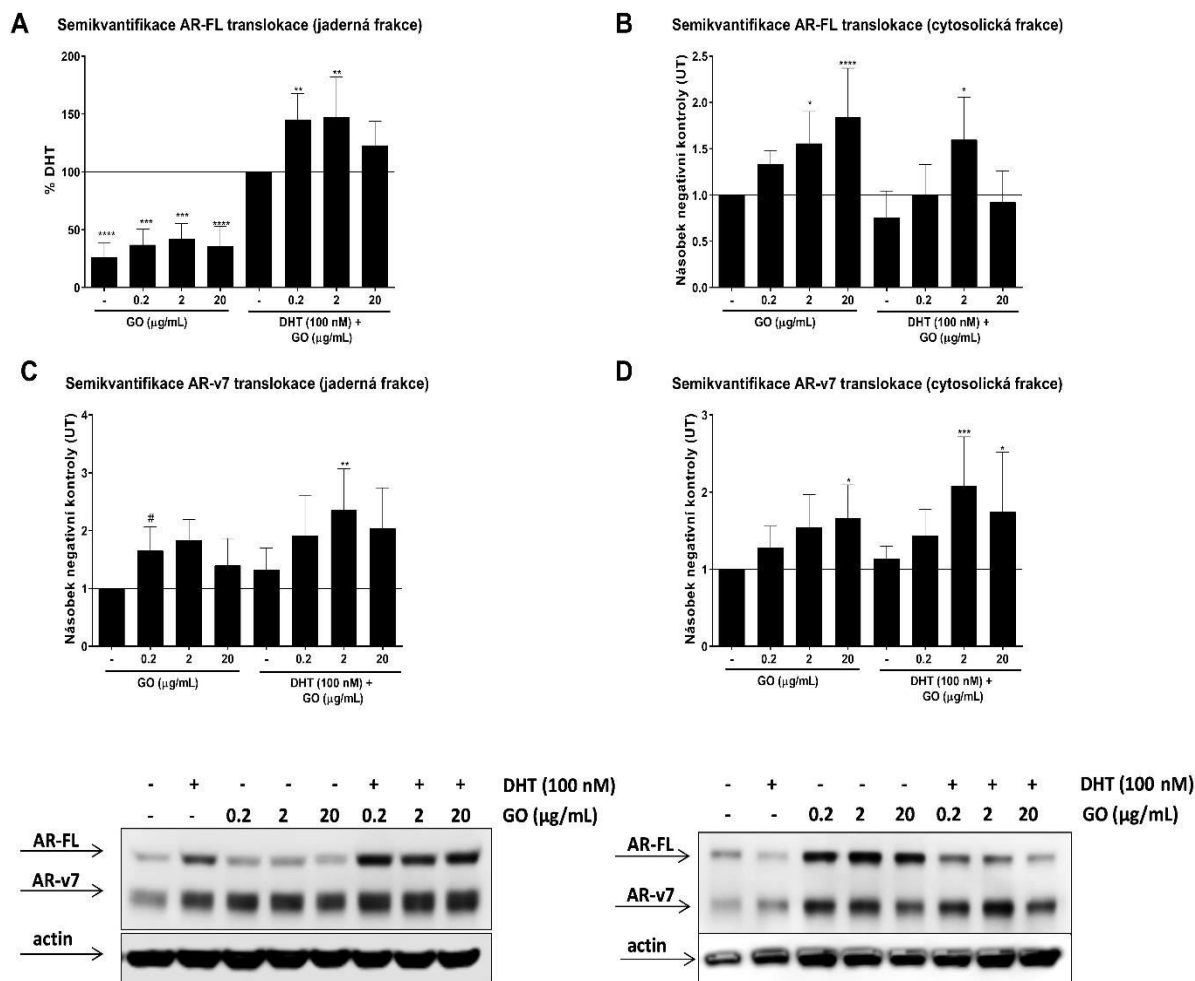 A
Semikvantifikace AR-FL translokace (jaderná frakce)
% DHT
200
150
100
50
0
****
***
***
****
**
**
- 0.2 2 20 - 0.2 2 20
GO (µg/mL)
DHT (100 nM) +
GO (µg/mL)
B
Semikvantifikace AR-FL translokace (cytosolická frakce)
Násobek negativní kontroly (UT)
2.5
2.0
1.5
1.0
0.5
0.0
*
****
*
- 0.2 2 20 - 0.2 2 20
GO (µg/mL)
DHT (100 nM) +
GO (µg/mL)
C
Semikvantifikace AR-v7 translokace (jaderná frakce)
Násobek negativní kontroly (UT)
4
3
2
1
0
#
**
- 0.2 2 20 - 0.2 2 20
GO (µg/mL)
DHT (100 nM) +
GO (µg/mL)
D
Semikvantifikace AR-v7 translokace (cytosolická frakce)
Násobek negativní kontroly (UT)
3
2
1
0
*
***
*
- 0.2 2 20 - 0.2 2 20
GO (µg/mL)
DHT (100 nM) +
GO (µg/mL)
- + - - - + + + DHT (100 nM)
- - 0.2 2 20 0.2 2 20 GO (µg/mL)
AR-FL
AR-v7
actin
- + - - - + + + DHT (100 nM)
- - 0.2 2 20 0.2 2 20 GO (µg/mL)
AR-FL
AR-v7
actin